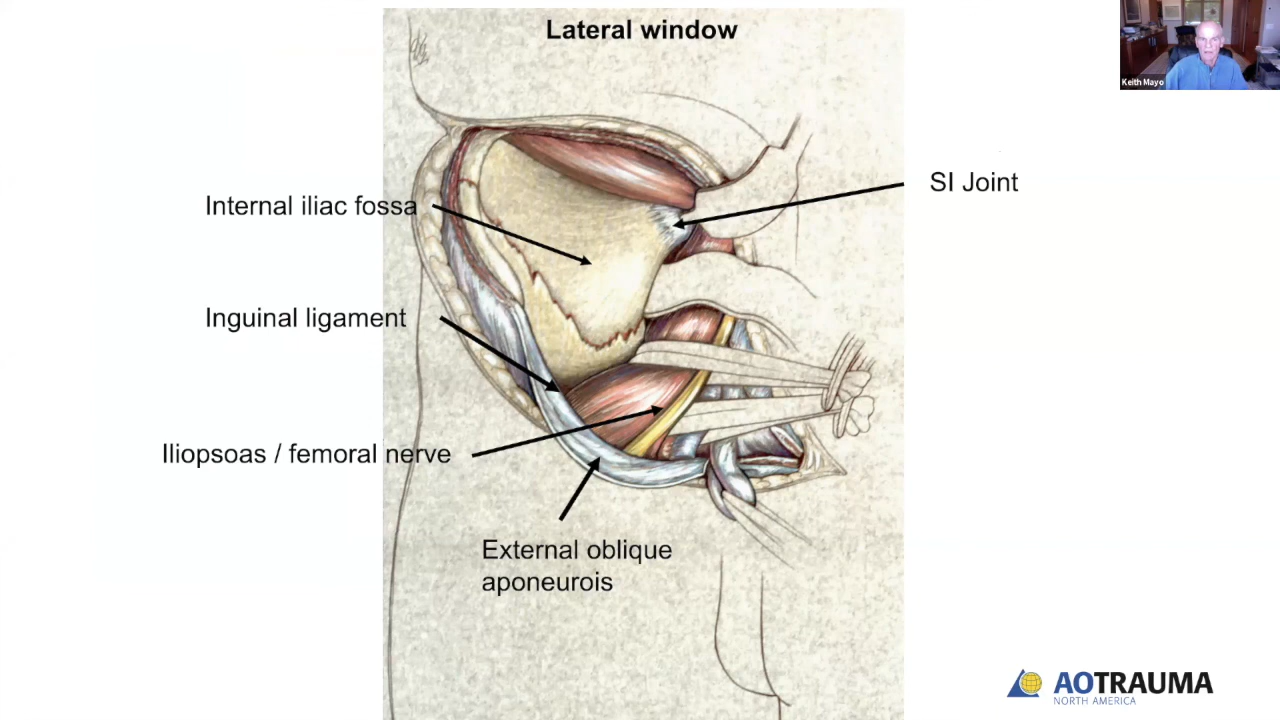 Lateral window
Keith Mayo
SI Joint
Internal iliac fossa
Inguinal ligament
Iliopsoas / femoral nerve
External oblique
aponeurois
AOTRAUMA
NORTH AMERICA